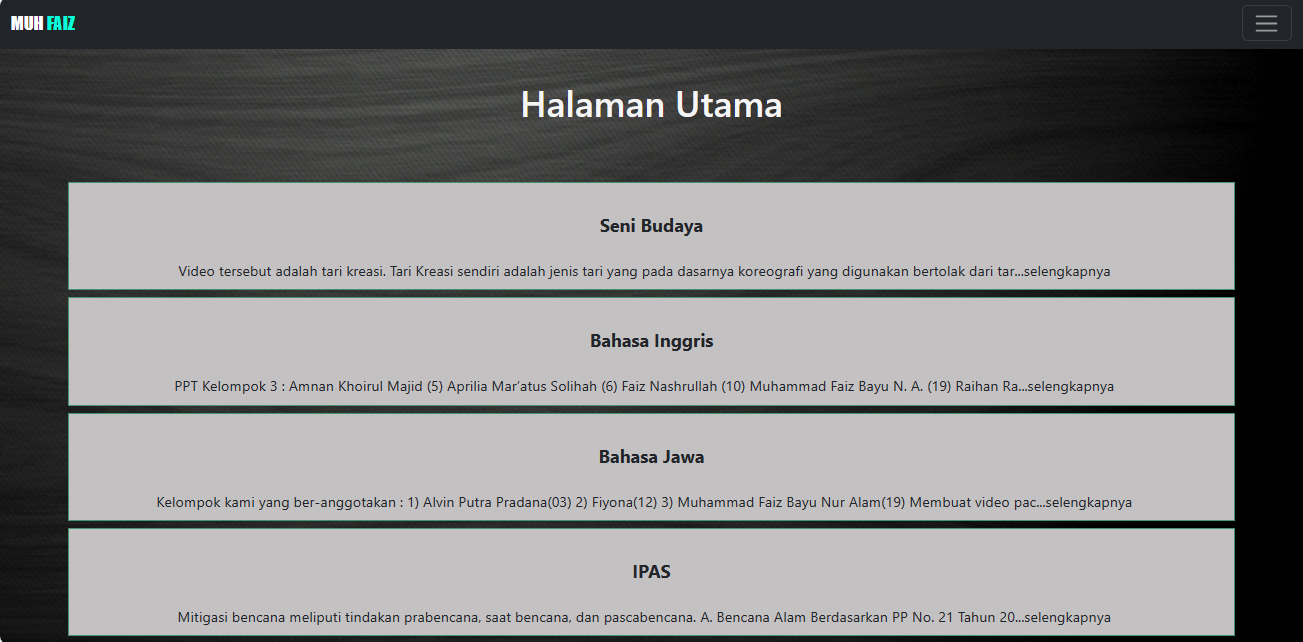 MUH FAIZ
Halaman Utama
Seni Budaya
Video tersebut adalah tari kreasi. Tari Kreasi sendiri adalah jenis tari yang pada dasarnya koreografi yang digunakan bertolak dari tar...selengkapnya
Bahasa Inggris
PPT Kelompok 3 : Amnan Khoirul Majid (5) Aprilia Mar'atus Solihah (6) Faiz Nashrullah (10) Muhammad Faiz Bayu N. A. (19) Raihan Ra...selengkapnya
Bahasa Jawa
Kelompok kami yang ber-anggotakan : 1) Alvin Putra Pradana(03) 2) Fiyona(12) 3) Muhammad Faiz Bayu Nur Alam(19) Membuat video pac...selengkapnya
IPAS
Mitigasi bencana meliputi tindakan prabencana, saat bencana, dan pascabencana. A. Bencana Alam Berdasarkan PP No. 21 Tahun 20...selengkapnya